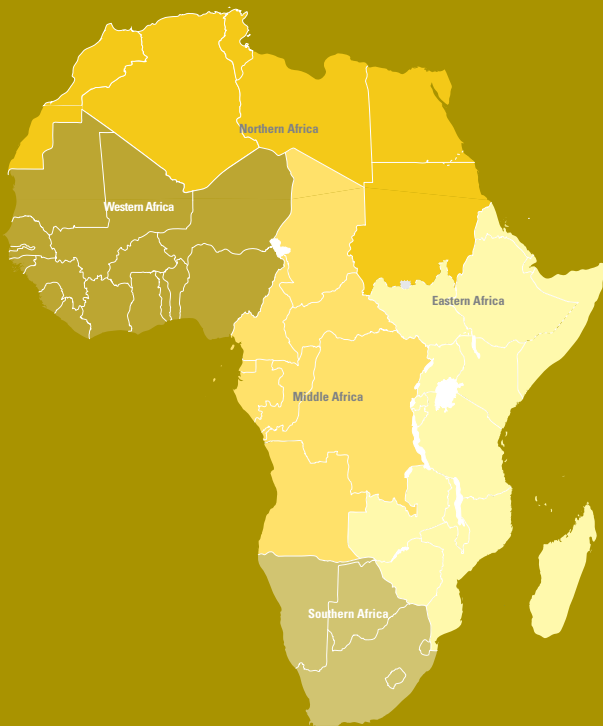 Northern Africa
Western Africa
Eastern Africa
Middle Africa
Southern Africa